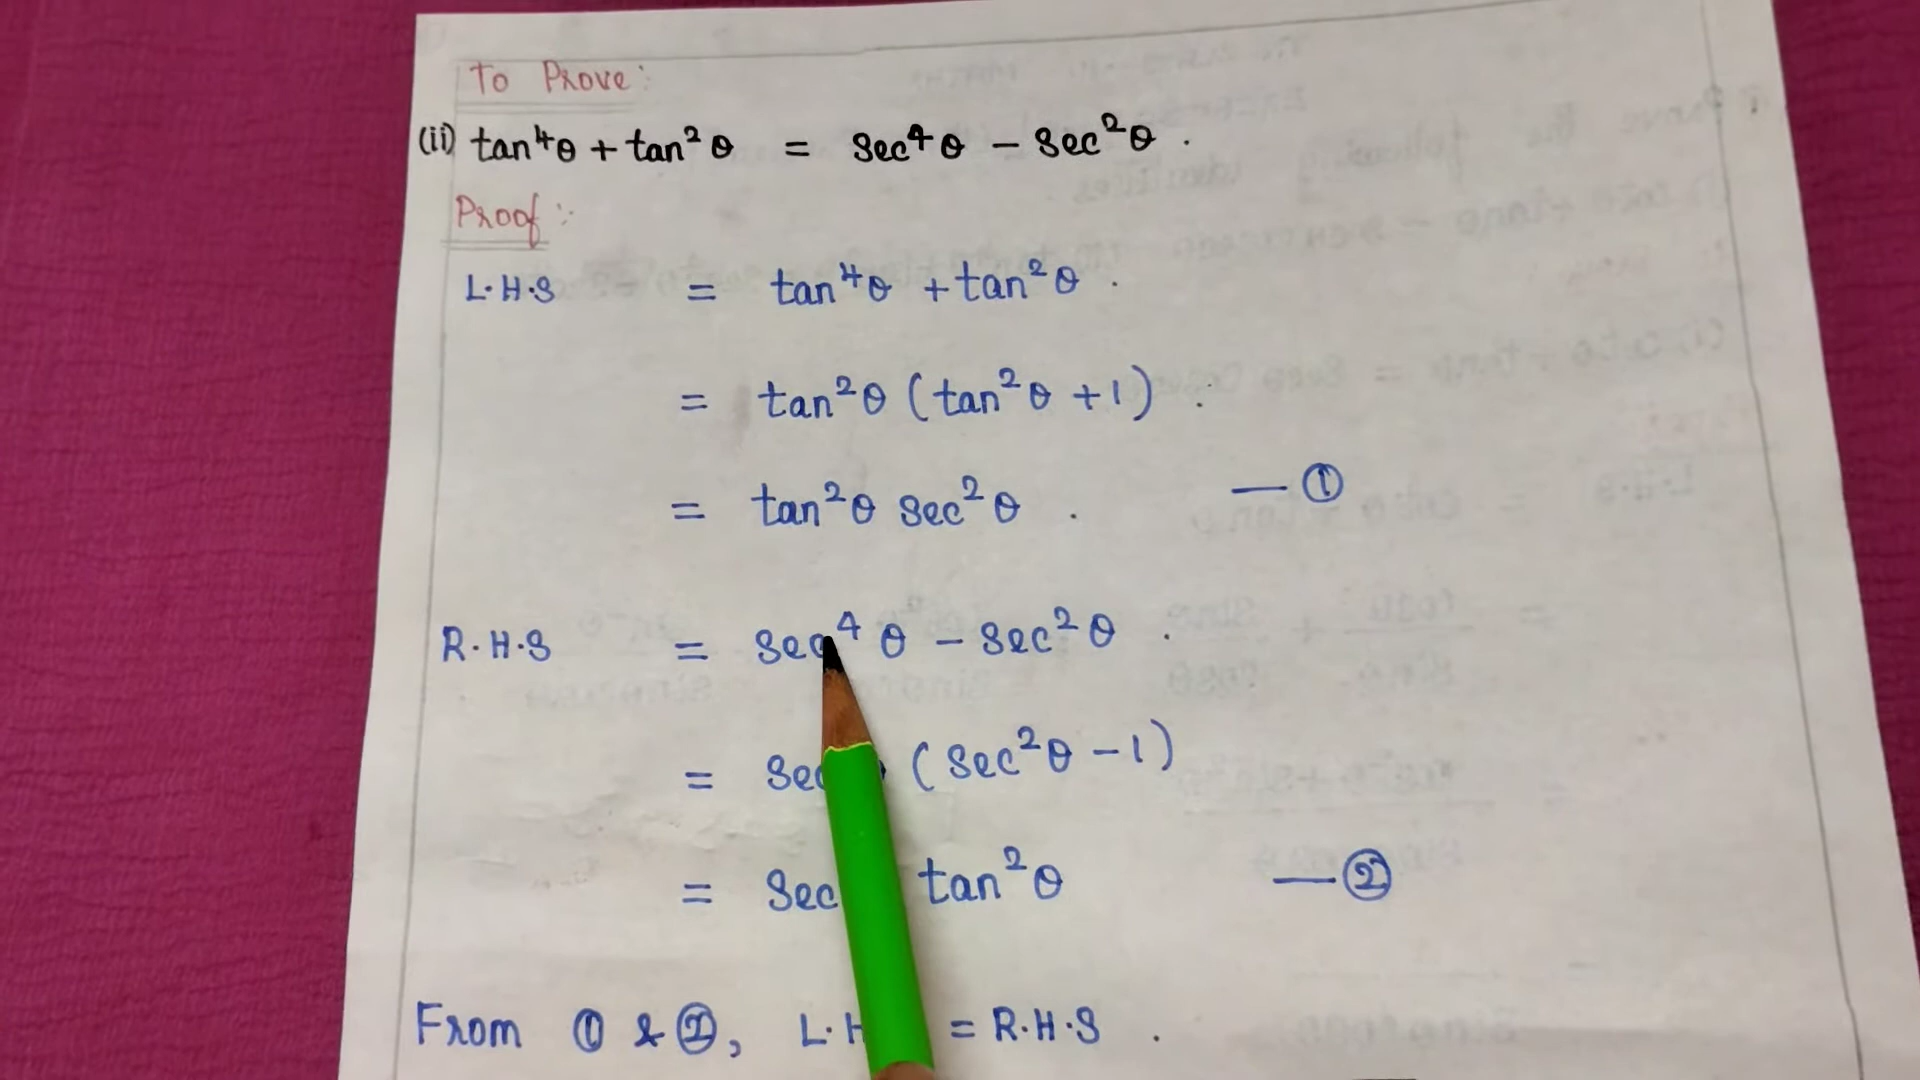 To Prove:
(ii) tan⁴θ + tan²θ = sec⁴θ - sec²θ.
Proof:
L.H.S = tan⁴θ + tan²θ.
= tan²θ (tan²θ + 1).
= tan²θ sec²θ. — ①
R.H.S = sec⁴θ - sec²θ.
= (sec²θ - 1)
= tan²θ — ②
From ① & ②, = R.H.S.